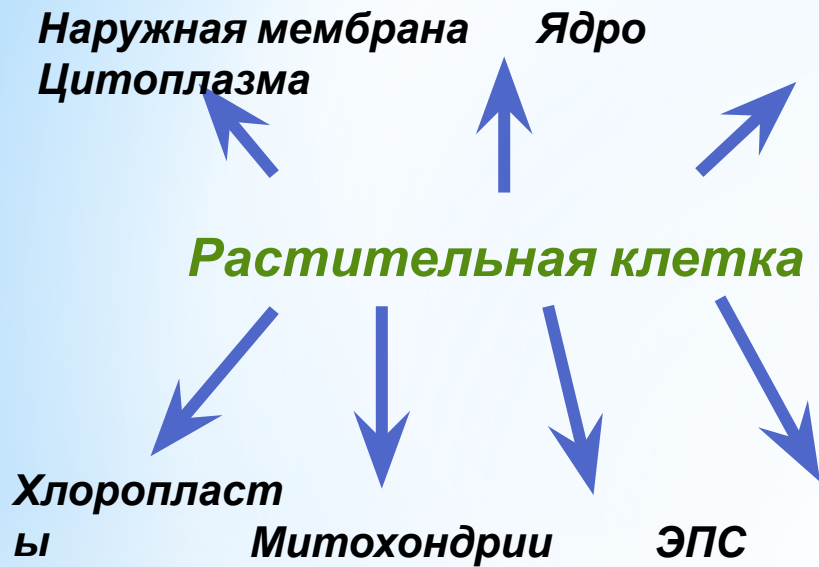 Наружная мембрана Ядро
Цитоплазма
Растительная клетка
Хлоропласт
ы Митохондрии ЭПС